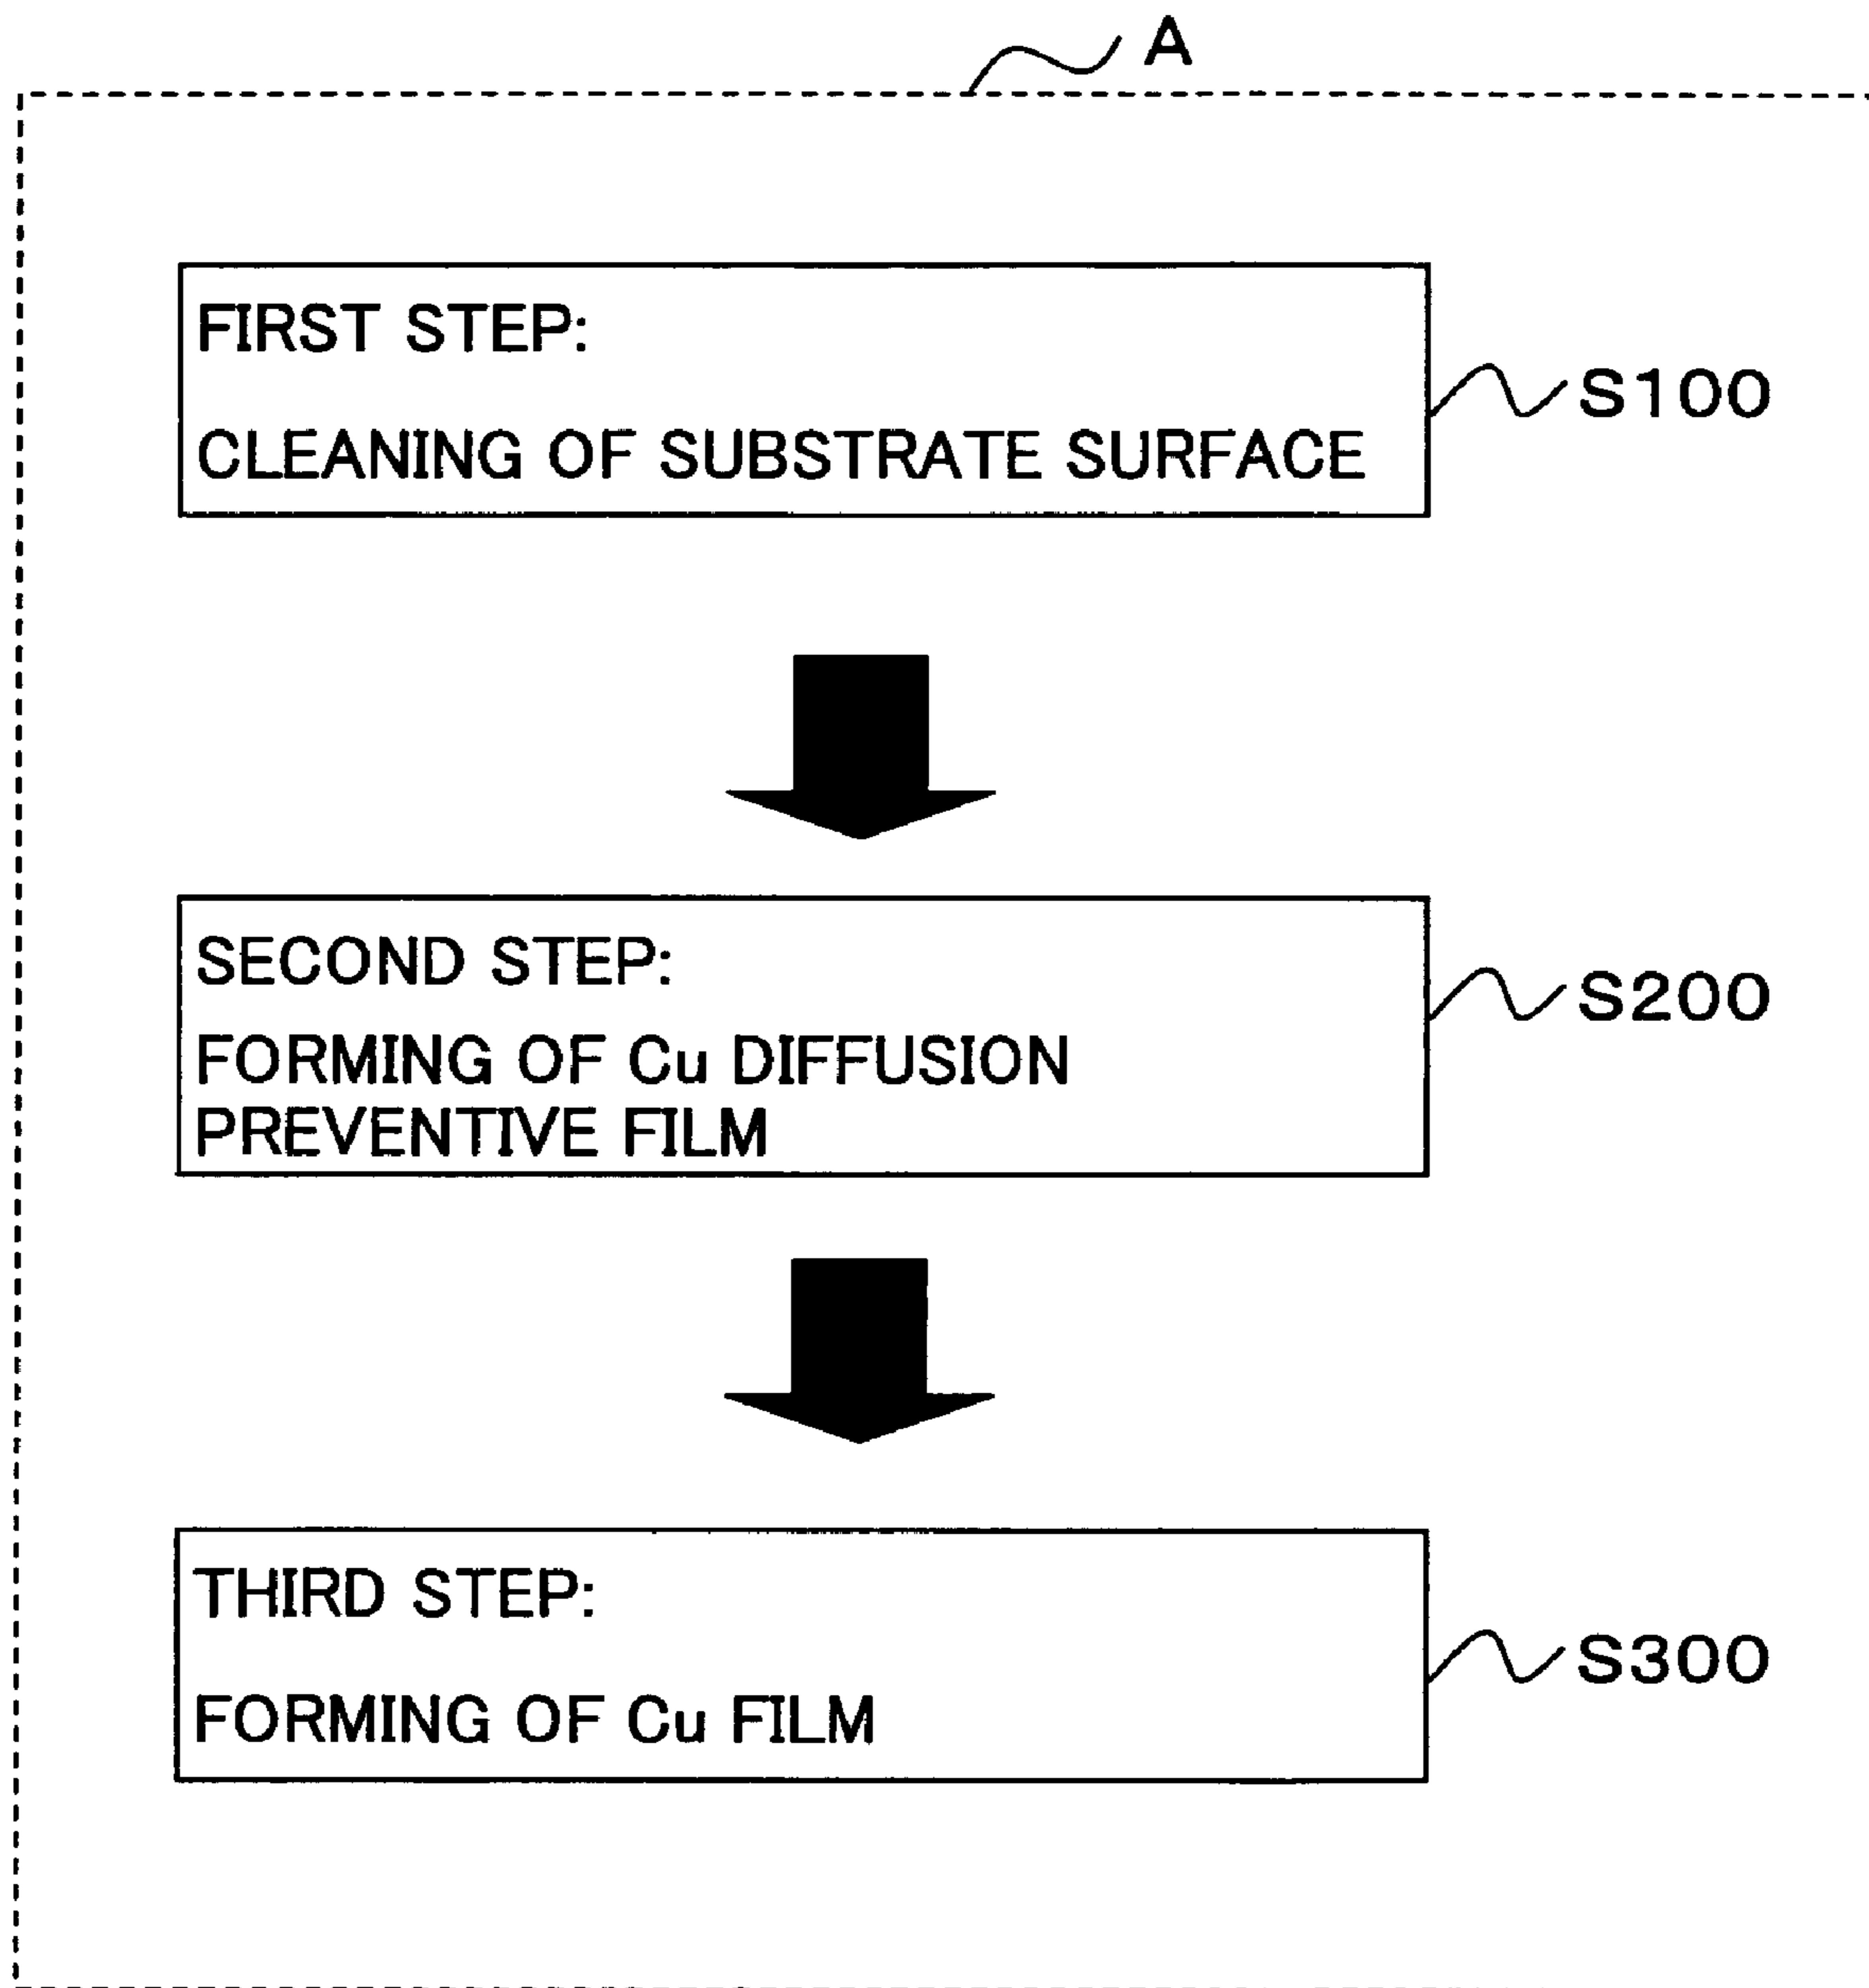 A
FIRST STEP:
CLEANING OF SUBSTRATE SURFACE
S100
SECOND STEP:
FORMING OF Cu DIFFUSION
PREVENTIVE FILM
S200
THIRD STEP:
FORMING OF Cu FILM
S300